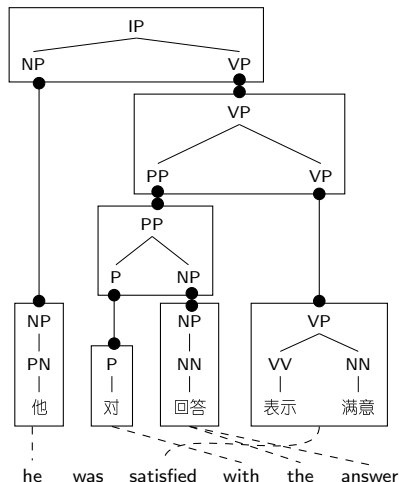 IP
NP VP
VP
PP VP
PP
P NP
NP P NP VP
PN NN VV NN
他 对 回答 表示 满意
he was satisfied with the answer